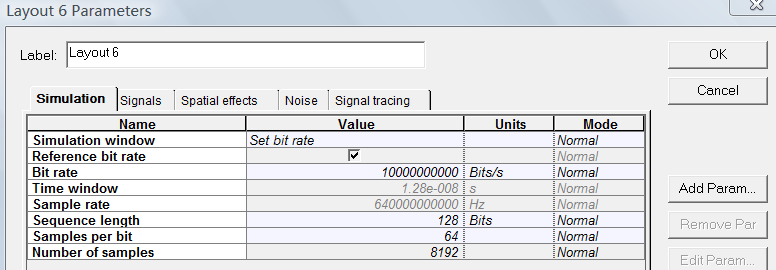 Layout 6 Parameters
Label: Layout 6
OK
Cancel
Simulation Signals Spatial effects Noise Signal tracing
Name Value Units Mode
Simulation window Set bit rate Normal
Reference bit rate Normal
Bit rate 10000000000 Bits/s Normal
Time window 1.28e-008 s Normal
Sample rate 640000000000 Hz Normal
Sequence length 128 Bits Normal
Samples per bit 64 Normal
Number of samples 8192 Normal
Add Param...
Remove Par
Edit Param...